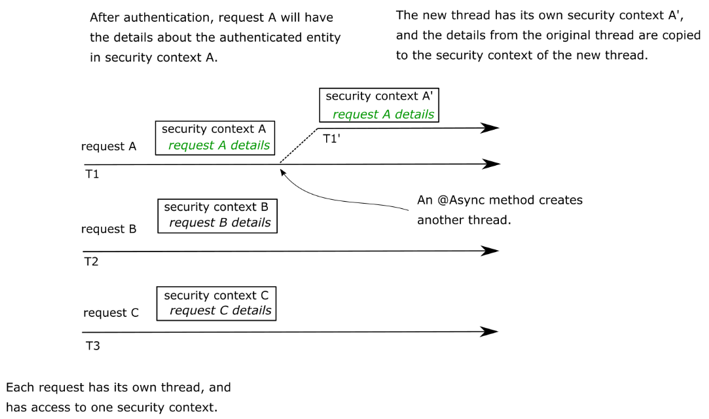 After authentication, request A will have
the details about the authenticated entity
in security context A.
The new thread has its own security context A',
and the details from the original thread are copied
to the security context of the new thread.
security context A'
request A details
security context A
request A details
request A
T1'
T1
An @Async method creates
another thread.
security context B
request B details
request B
T2
security context C
request C details
request C
T3
Each request has its own thread, and
has access to one security context.